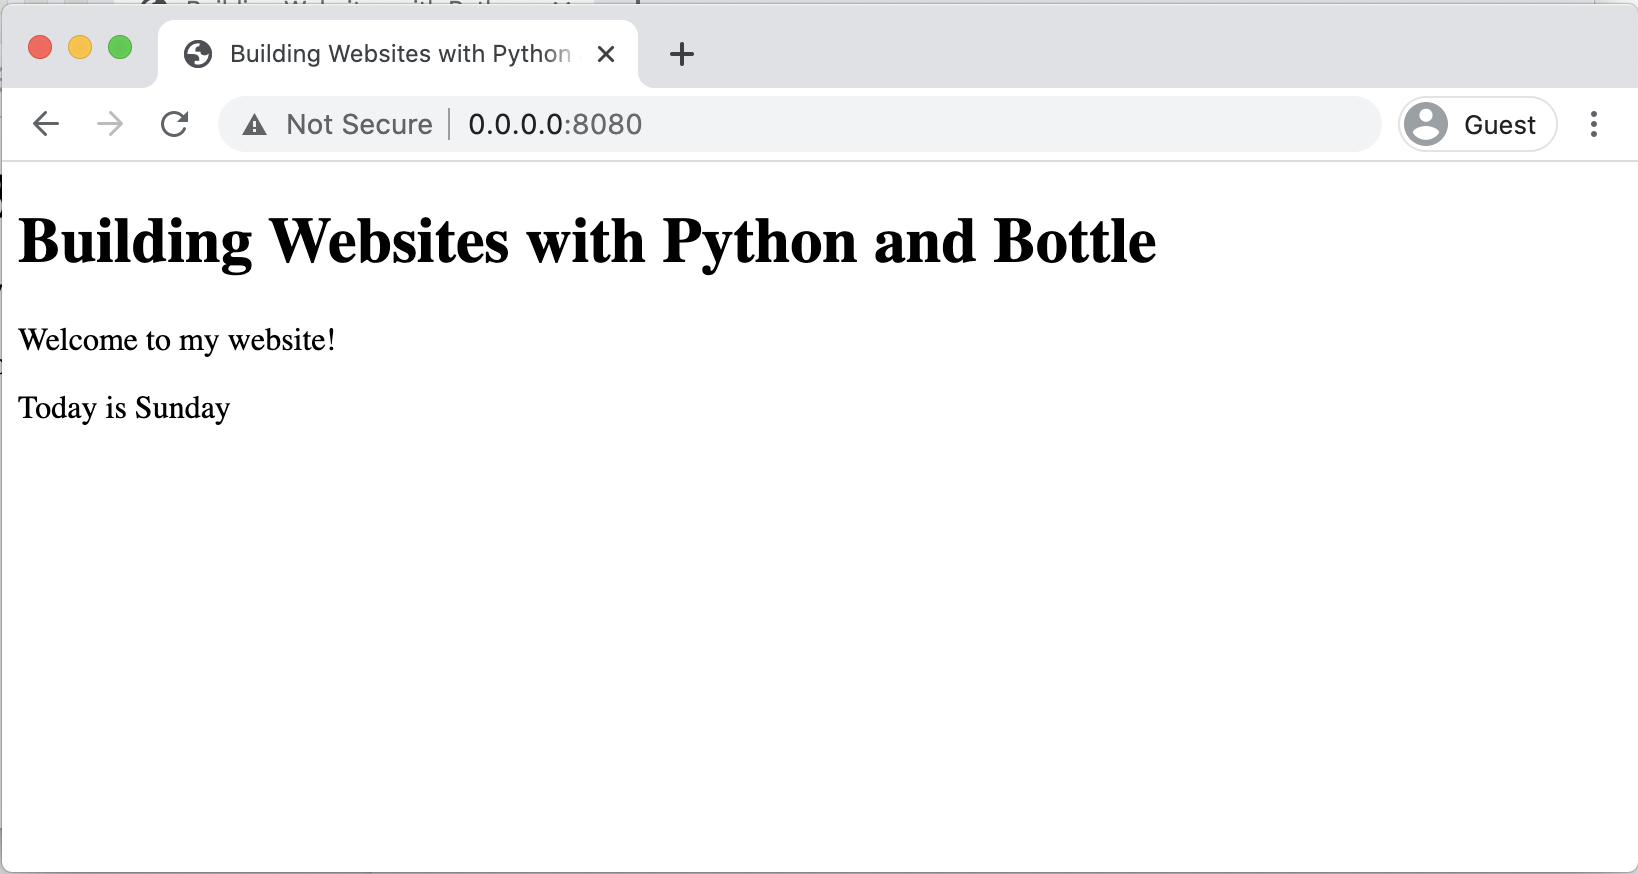 Building Websites with Python
Not Secure | 0.0.0.0:8080
Guest
Building Websites with Python and Bottle
Welcome to my website!
Today is Sunday